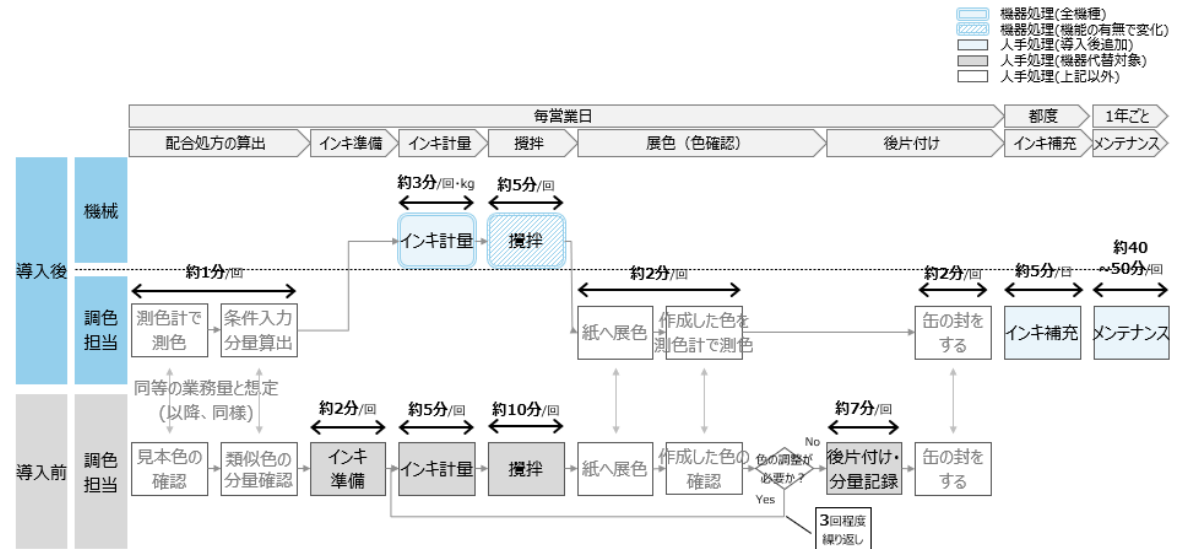 機器処理(全機種)
機器処理(機能の有無で変化)
人手処理(導入後追加)
人手処理(機器代替対象)
人手処理(上記以外)
毎営業日
都度
1年ごと
配合処方の算出
インキ準備
インキ計量
攪拌
展色（色確認）
後片付け
インキ補充
メンテナンス
導入後
機械
約3分/回・kg
約5分/回
インキ計量
攪拌
調色
担当
約1分/回
約2分/回
約2分/回
約5分/日
約40
~50分/回
測色計で
測色
条件入力
分量算出
紙へ展色
作成した色を
測色計で測色
缶の封を
する
インキ補充
メンテナンス
同等の業務量と想定
(以降、同様)
導入前
調色
担当
約2分/回
約5分/回
約10分/回
約7分/回
見本色の
確認
類似色の
分量確認
インキ
準備
インキ計量
攪拌
紙へ展色
作成した色の
確認
色の調整が
必要か？
No
Yes
後片付け・
分量記録
缶の封を
する
3回程度
繰り返し